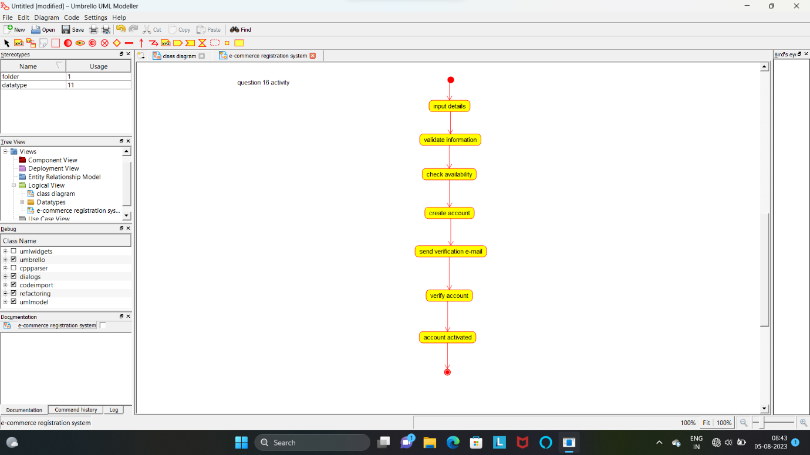 Untitled [modified] – Umbrello UML Modeller
File Edit Diagram Code Settings Help
New Open Save Cut Copy Paste Find
Stereotypes
Name Usage
folder 1
datatype 11
Tree View
Views
Component View
Deployment View
Entity Relationship Model
Logical View
class diagram
Datatypes
e-commerce registration sys...
Use Case View
Debug
Class Name
umlwidgets
umbrello
cppparser
dialogs
codeimport
refactoring
umlmodel
Documentation
e-commerce registration system
Documentation Command history Log
class diagram e-commerce registration system
question 16 activity
input details
validate information
check availability
create account
send verification e-mail
verify account
account activated
Bird's eye
e-commerce registration system
100% Fit 100%
Search
ENG
IN
08:43
05-08-2023